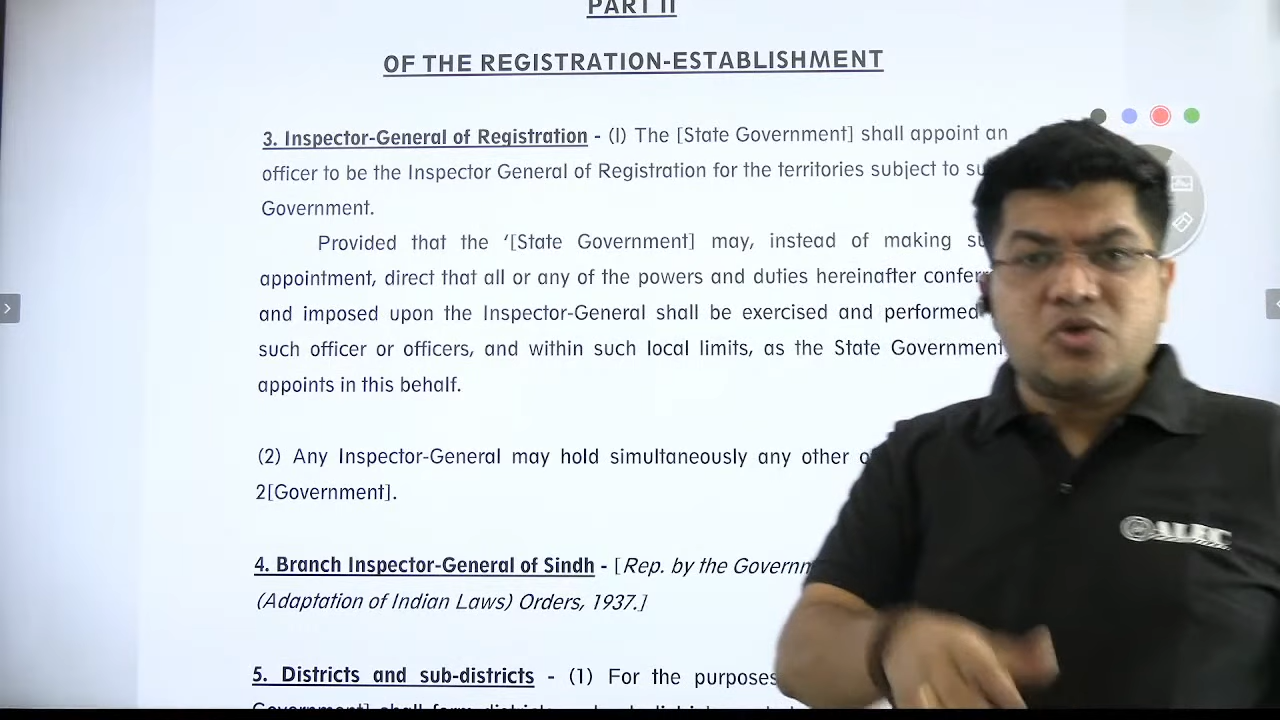 PART II
OF THE REGISTRATION-ESTABLISHMENT
3. Inspector-General of Registration - (I) The [State Government] shall appoint an
officer to be the Inspector General of Registration for the territories subject to
Government.
Provided that the ‘[State Government] may, instead of making
appointment, direct that all or any of the powers and duties hereinafter
and imposed upon the Inspector-General shall be exercised and performed
such officer or officers, and within such local limits, as the State Government
appoints in this behalf.
(2) Any Inspector-General may hold simultaneously any other
2[Government].
4. Branch Inspector-General of Sindh - [Rep. by the
(Adaptation of Indian Laws) Orders, 1937.]
5. Districts and sub-districts - (1) For the purposes
ALEC